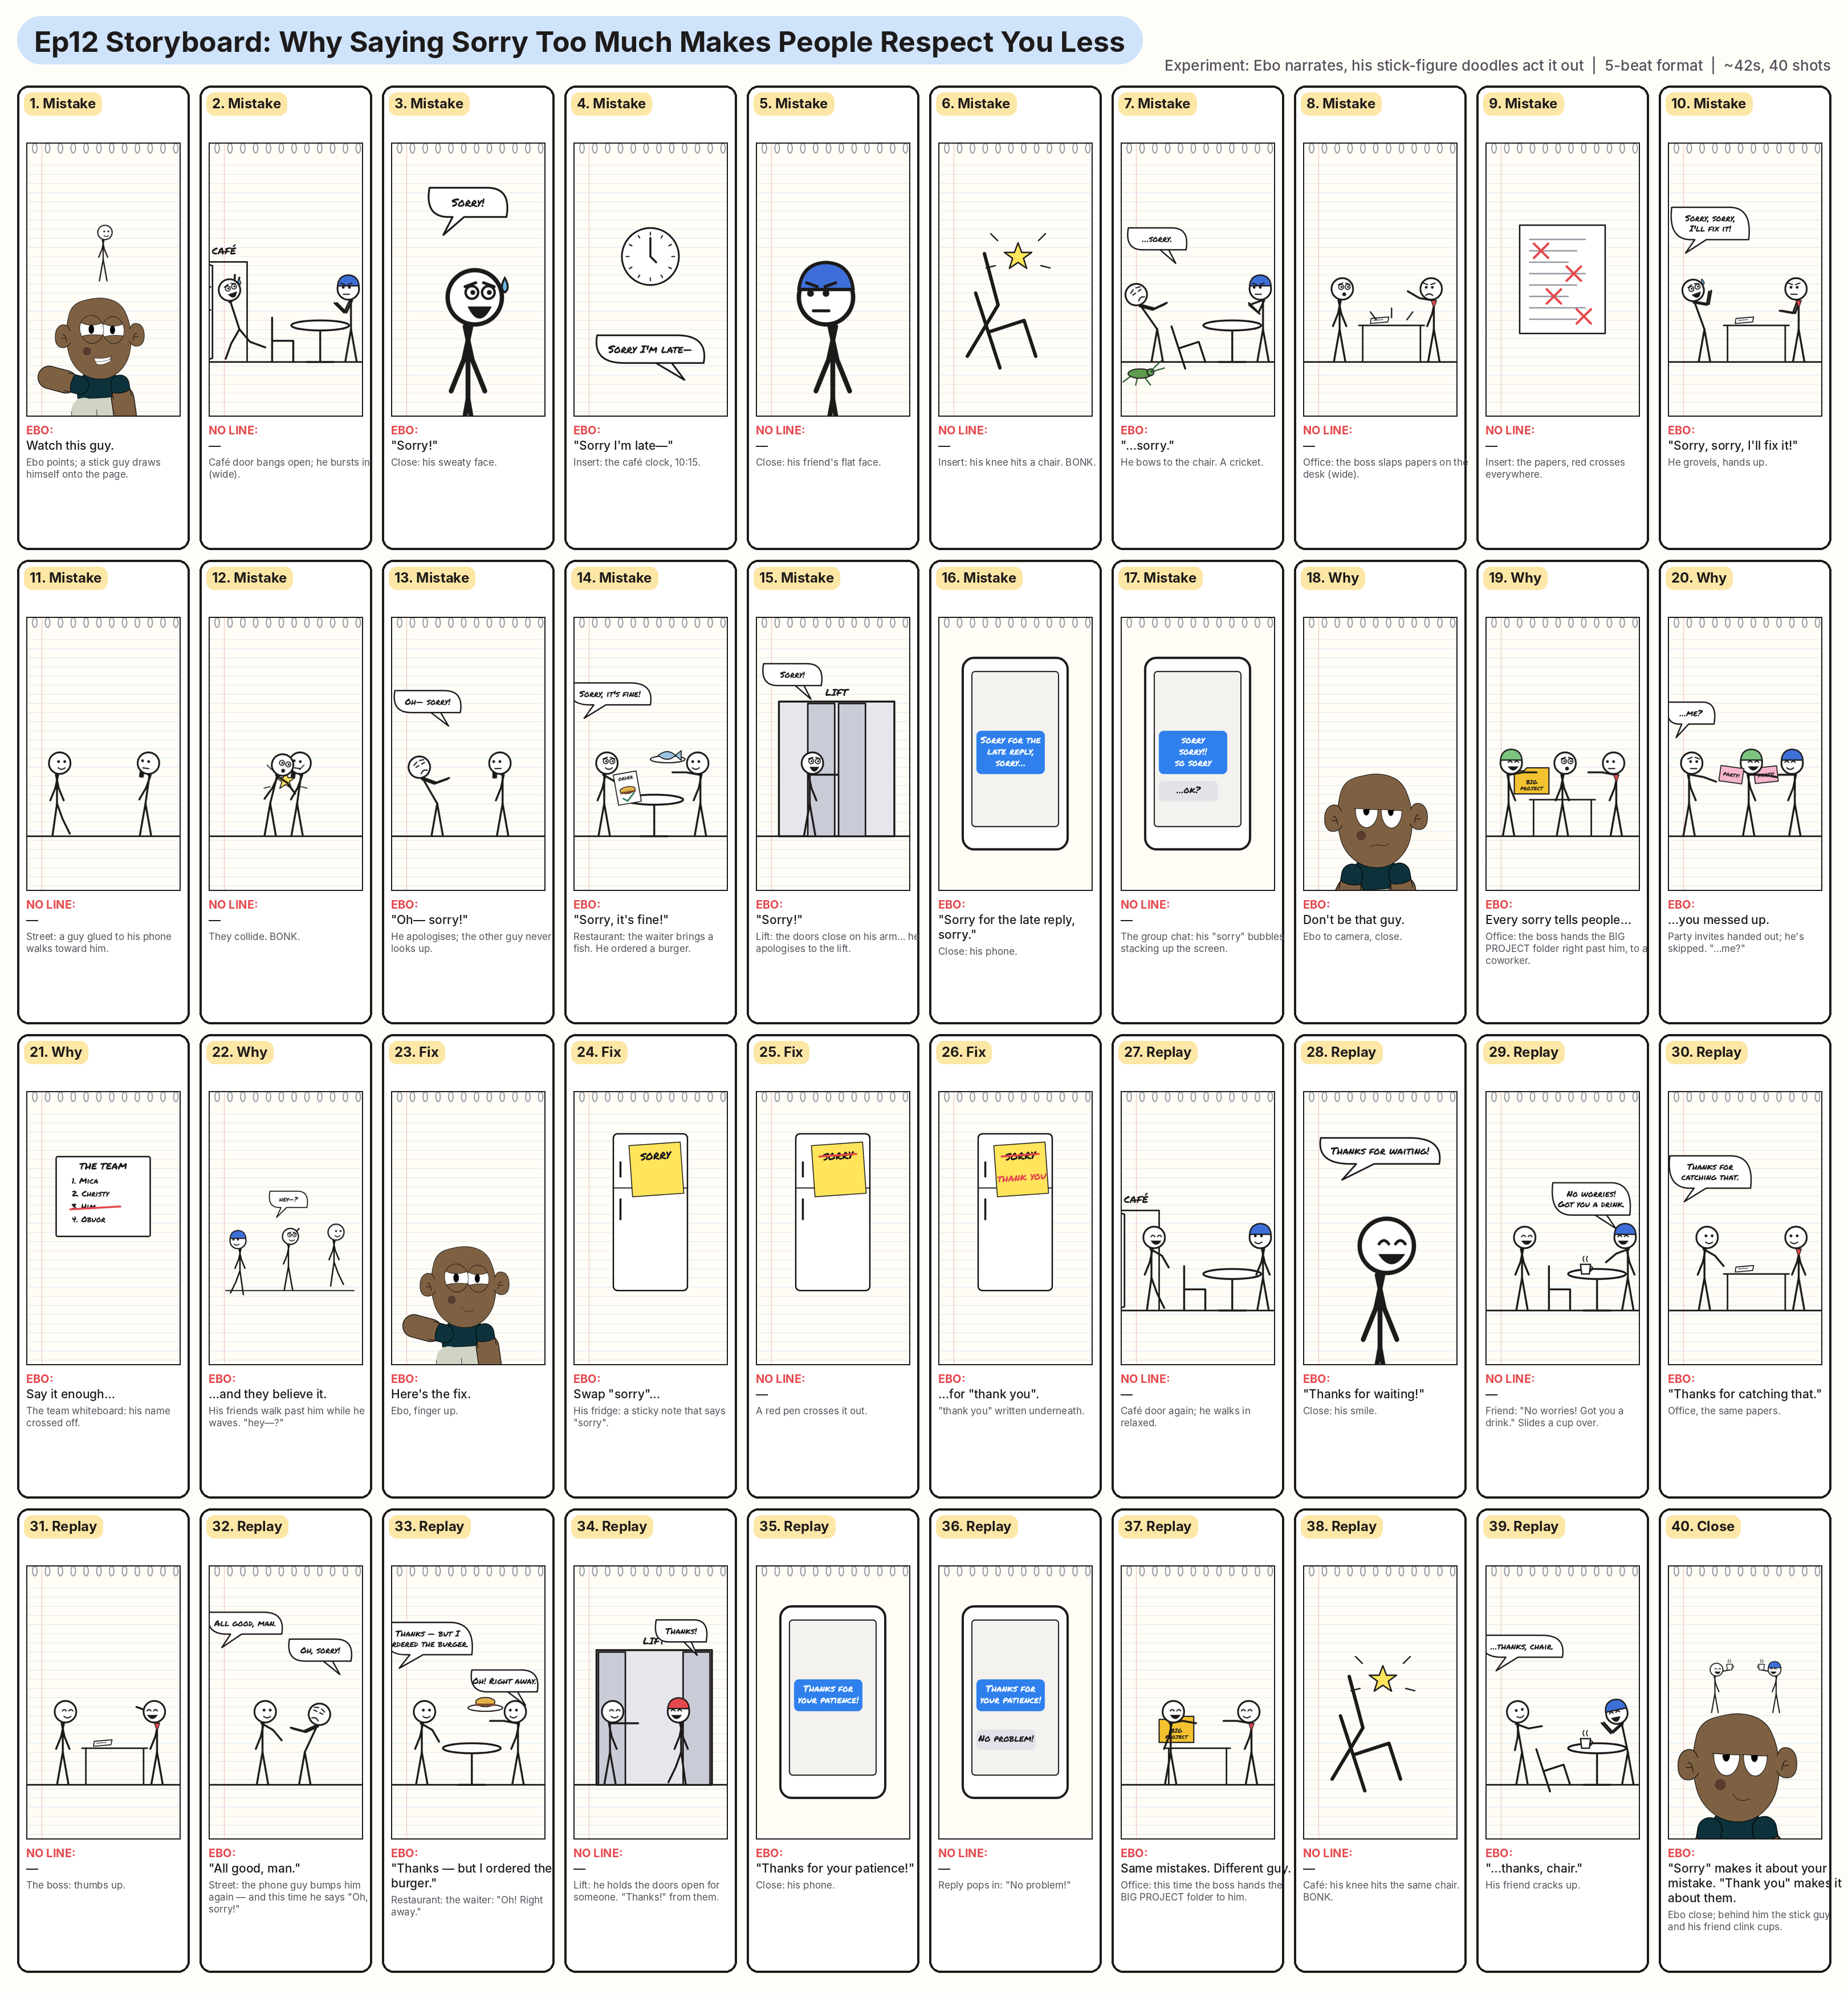 Ep12 Storyboard: Why Saying Sorry Too Much Makes People Respect You Less
Experiment: Ebo narrates, his stick-figure doodles act it out | 5-beat format | ~42s, 40 shots
1. Mistake
EBO:
Watch this guy.
Ebo points; a stick guy draws
himself onto the page.
2. Mistake
CAFÉ
NO LINE:
—
Café door bangs open; he bursts in
(wide).
3. Mistake
SORRY!
EBO:
"Sorry!"
Close: his sweaty face.
4. Mistake
SORRY I'M LATE—
EBO:
"Sorry I'm late—"
Insert: the café clock, 10:15.
5. Mistake
NO LINE:
—
Close: his friend's flat face.
6. Mistake
NO LINE:
—
Insert: his knee hits a chair. BONK.
7. Mistake
...SORRY.
EBO:
"...sorry."
He bows to the chair. A cricket.
8. Mistake
NO LINE:
—
Office: the boss slaps papers on the
desk (wide).
9. Mistake
NO LINE:
—
Insert: the papers, red crosses
everywhere.
10. Mistake
SORRY, SORRY,
I'LL FIX IT!
EBO:
"Sorry, sorry, I'll fix it!"
He grovels, hands up.
11. Mistake
NO LINE:
—
Street: a guy glued to his phone
walks toward him.
12. Mistake
NO LINE:
—
They collide. BONK.
13. Mistake
OH— SORRY!
EBO:
"Oh— sorry!"
He apologises; the other guy never
looks up.
14. Mistake
SORRY, IT'S FINE!
ORDER
EBO:
"Sorry, it's fine!"
Restaurant: the waiter brings a
fish. He ordered a burger.
15. Mistake
SORRY!
LIFT
EBO:
"Sorry!"
Lift: the doors close on his arm... he
apologises to the lift.
16. Mistake
SORRY FOR THE
LATE REPLY,
SORRY...
EBO:
"Sorry for the late reply,
sorry."
Close: his phone.
17. Mistake
SORRY
SORRY!!
SO SORRY
...OK?
NO LINE:
—
The group chat: his "sorry" bubbles
stacking up the screen.
18. Why
EBO:
Don't be that guy.
Ebo to camera, close.
19. Why
BIG
PROJECT
EBO:
Every sorry tells people...
Office: the boss hands the BIG
PROJECT folder right past him, to a
coworker.
20. Why
...ME?
PARTY!
PARTY!
EBO:
...you messed up.
Party invites handed out; he's
skipped. "...me?"
21. Why
THE TEAM
1. MICA
2. CHRISTY
3. HIM
4. OBUOR
EBO:
Say it enough...
The team whiteboard: his name
crossed off.
22. Why
HEY—?
EBO:
...and they believe it.
His friends walk past him while he
waves. "hey—?"
23. Fix
EBO:
Here's the fix.
Ebo, finger up.
24. Fix
SORRY
EBO:
Swap "sorry"...
His fridge: a sticky note that says
"sorry".
25. Fix
SORRY
NO LINE:
—
A red pen crosses it out.
26. Fix
SORRY
THANK YOU
EBO:
...for "thank you".
"thank you" written underneath.
27. Replay
CAFÉ
NO LINE:
—
Café door again; he walks in
relaxed.
28. Replay
THANKS FOR WAITING!
EBO:
"Thanks for waiting!"
Close: his smile.
29. Replay
NO WORRIES!
GOT YOU A DRINK.
NO LINE:
—
Friend: "No worries! Got you a
drink." Slides a cup over.
30. Replay
THANKS FOR
CATCHING THAT.
EBO:
"Thanks for catching that."
Office, the same papers.
31. Replay
NO LINE:
—
The boss: thumbs up.
32. Replay
ALL GOOD, MAN.
OH, SORRY!
EBO:
"All good, man."
Street: the phone guy bumps him
again — and this time he says "Oh,
sorry!"
33. Replay
THANKS — BUT I
RDERED THE BURGER.
OH! RIGHT AWAY.
EBO:
"Thanks — but I ordered the
burger."
Restaurant: the waiter: "Oh! Right
away."
34. Replay
LIFT
THANKS!
NO LINE:
—
Lift: he holds the doors open for
someone. "Thanks!" from them.
35. Replay
THANKS FOR
YOUR PATIENCE!
EBO:
"Thanks for your patience!"
Close: his phone.
36. Replay
THANKS FOR
YOUR PATIENCE!
NO PROBLEM!
NO LINE:
—
Reply pops in: "No problem!"
37. Replay
BIG
PROJECT
EBO:
Same mistakes. Different guy.
Office: this time the boss hands the
BIG PROJECT folder to him.
38. Replay
NO LINE:
—
Café: his knee hits the same chair.
BONK.
39. Replay
...THANKS, CHAIR.
EBO:
"...thanks, chair."
His friend cracks up.
40. Close
EBO:
"Sorry" makes it about your
mistake. "Thank you" makes it
about them.
Ebo close; behind him the stick guy
and his friend clink cups.